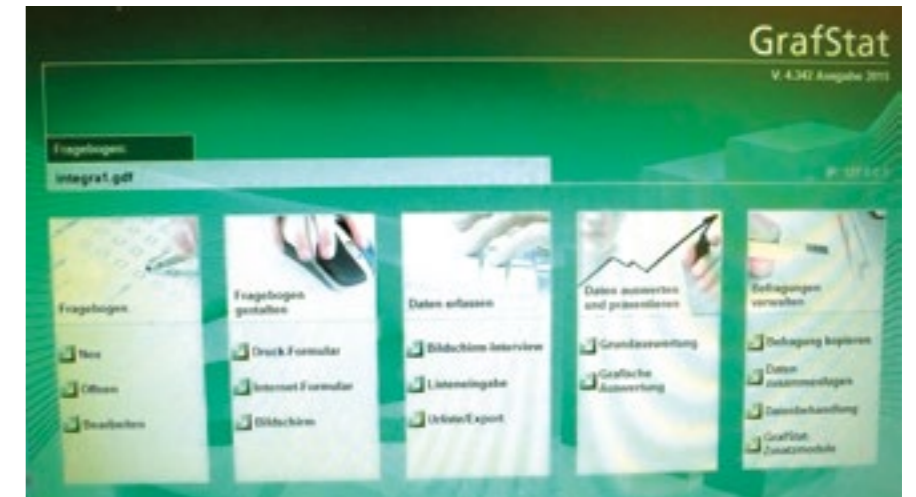 GrafStat
V. 4.342 Ausgabe 2015
Fragebogen:
integra1.gdf
Fragebogen
Neu
Öffnen
Bearbeiten
Fragebogen
gestalten
Druck-Formular
Internet-Formular
Bildschirm
Daten erfassen
Bildschirm-Interview
Listeneingabe
Urliste/Export
Daten auswerten
und präsentieren
Grundauswertung
Grafische
Auswertung
Befragungen
verwalten
Befragung kopieren
Daten
zusammenfügen
Datenbehandlung
GrafStat
Zusatzmodule